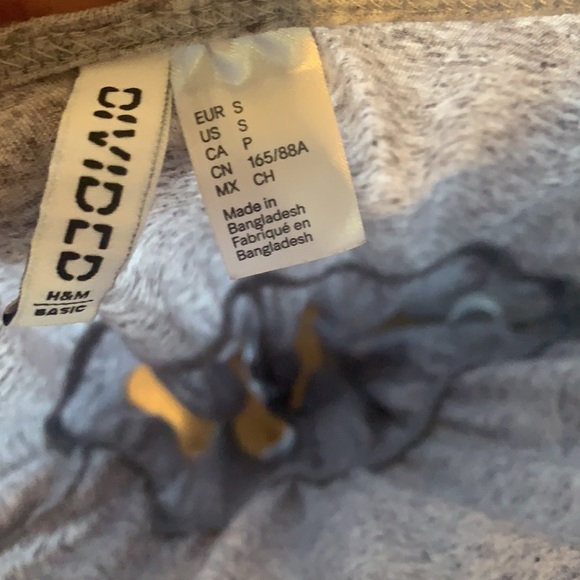 DIVIDED
H&M
BASIC
EUR S
US S
CA P
CN 165/88A
MX CH
Made in
Bangladesh
Fabriqué en
Bangladesh